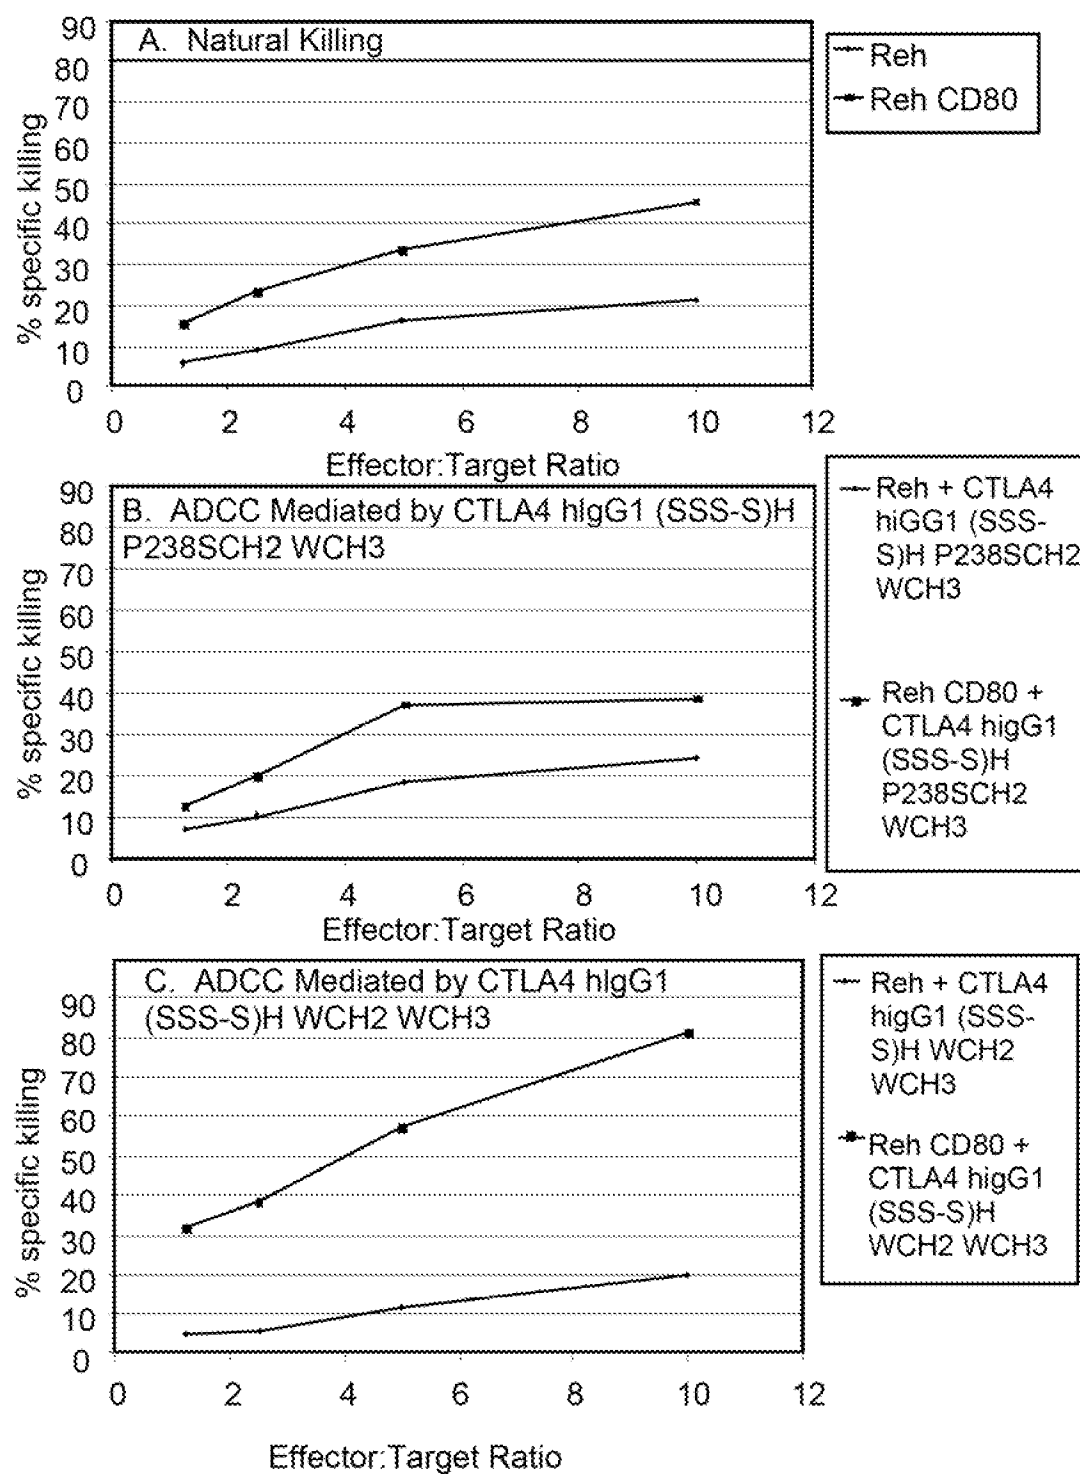 A. Natural Killing
90
80
70
60
50
40
30
20
10
0
% specific killing
0 2 4 6 8 10 12
Effector:Target Ratio
Reh
Reh CD80
B. ADCC Mediated by CTLA4 hIgG1 (SSS-S)H
P238SCH2 WCH3
90
80
70
60
50
40
30
20
10
0
% specific killing
0 2 4 6 8 10 12
Effector:Target Ratio
Reh + CTLA4
hiGG1 (SSS-
S)H P238SCH2
WCH3
Reh CD80 +
CTLA4 higG1
(SSS-S)H
P238SCH2
WCH3
C. ADCC Mediated by CTLA4 hIgG1
(SSS-S)H WCH2 WCH3
90
80
70
60
50
40
30
20
10
0
% specific killing
0 2 4 6 8 10 12
Effector:Target Ratio
Reh + CTLA4
higG1 (SSS-
S)H WCH2
WCH3
Reh CD80 +
CTLA4 higG1
(SSS-S)H
WCH2 WCH3